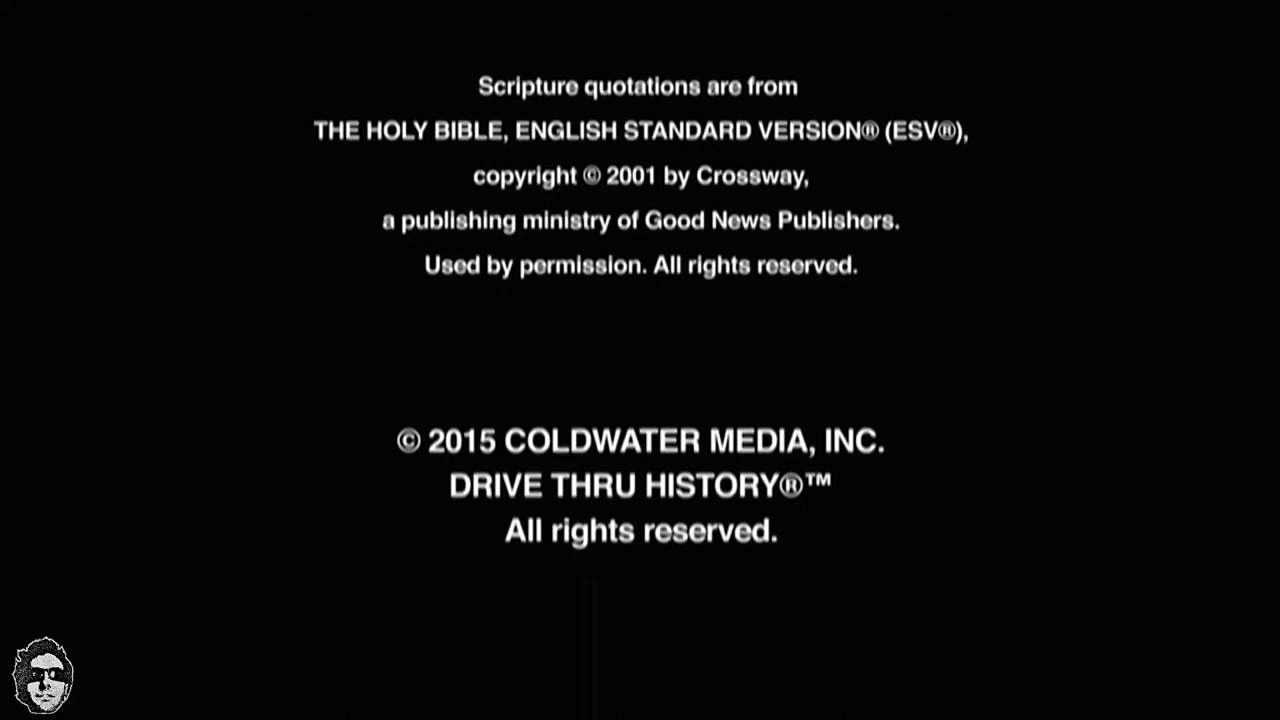 Scripture quotations are from
THE HOLY BIBLE, ENGLISH STANDARD VERSION® (ESV®),
copyright © 2001 by Crossway,
a publishing ministry of Good News Publishers.
Used by permission. All rights reserved.
© 2015 COLDWATER MEDIA, INC.
DRIVE THRU HISTORY®™
All rights reserved.